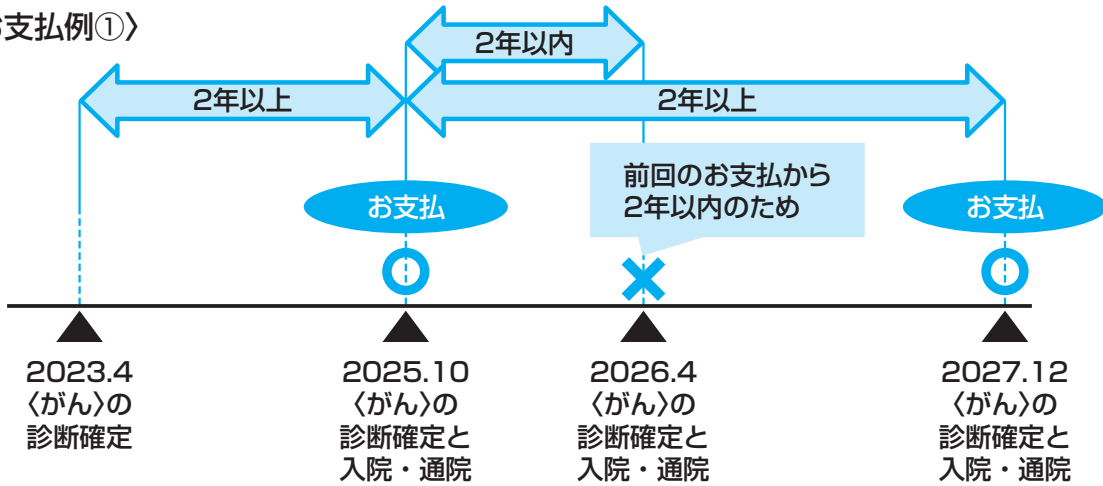 お支払例①〉
2年以内
2年以上
2年以上
前回のお支払から
2年以内のため
お支払
お支払
2023.4
〈がん〉の
診断確定
2025.10
〈がん〉の
診断確定と
入院・通院
2026.4
〈がん〉の
診断確定と
入院・通院
2027.12
〈がん〉の
診断確定と
入院・通院